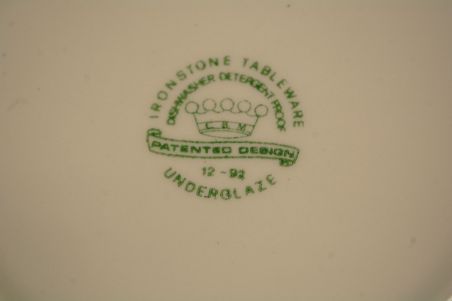 IRONSTONE TABLEWARE
DISHWASHER DETERGENT PROOF
C.B.M.
PATENTED DESIGN
12-92
UNDERGLAZE